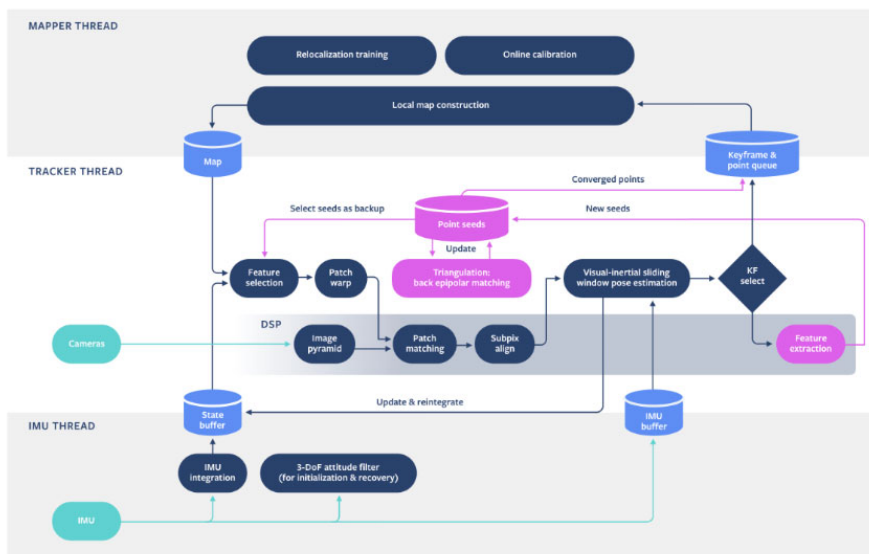 MAPPER THREAD
Relocalization training
Online calibration
Local map construction
Map
Keyframe &
point queue
TRACKER THREAD
Converged points
Select seeds as backup
New seeds
Point seeds
Update
Feature
selection
Patch
warp
Triangulation:
back epipolar matching
Visual-inertial sliding
window pose estimation
KF
select
DSP
Cameras
Image
pyramid
Patch
matching
Subpix
align
Feature
extraction
Update & reintegrate
State
buffer
IMU
buffer
IMU THREAD
IMU
integration
3-DoF attitude filter
(for initialization & recovery)
IMU